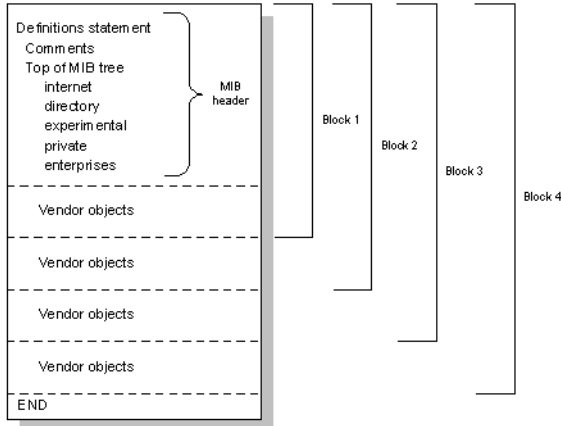 Definitions statement
Comments
Top of MIB tree
internet
directory
experimental
private
enterprises
MIB
header
Vendor objects
Vendor objects
Vendor objects
Vendor objects
END
Block 1
Block 2
Block 3
Block 4